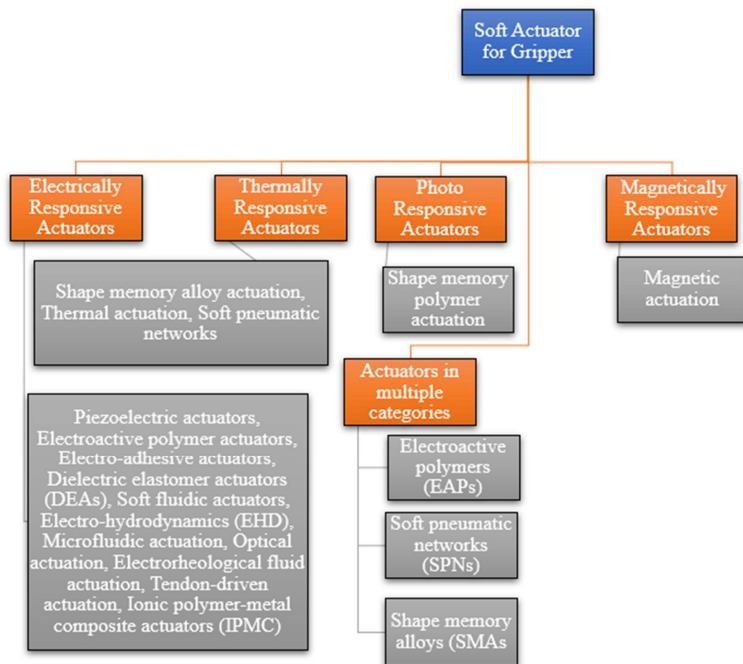 Soft Actuator
for Gripper
Electrically
Responsive
Actuators
Thermally
Responsive
Actuators
Photo
Responsive
Actuators
Magnetically
Responsive
Actuators
Shape memory alloy actuation,
Thermal actuation, Soft pneumatic
networks
Shape memory
polymer
actuation
Magnetic
actuation
Actuators in
multiple
categories
Piezoelectric actuators,
Electroactive polymer actuators,
Electro-adhesive actuators,
Dielectric elastomer actuators
(DEAs), Soft fluidic actuators,
Electro-hydrodynamics (EHD),
Microfluidic actuation, Optical
actuation, Electrorheological fluid
actuation, Tendon-driven
actuation, Ionic polymer-metal
composite actuators (IPMC)
Electroactive
polymers
(EAPs)
Soft pneumatic
networks
(SPNs)
Shape memory
alloys (SMAs